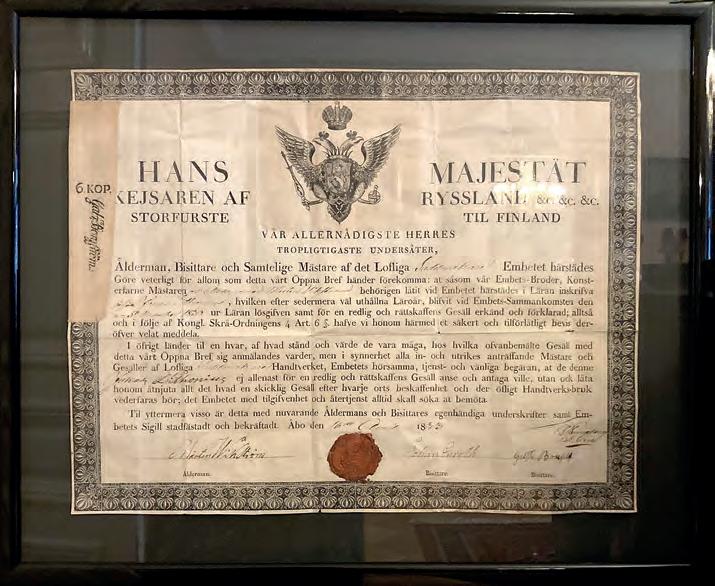 6 KOP.
HANS MAJESTÄT
KEJSAREN AF RYSSLAND &c. &c. &c.
STORFURSTE TIL FINLAND
VÅR ALLERNÅDIGSTE HERRES
TROPLIGTIGASTE UNDERSÅTER,
Ålderman, Bisittare och Samtelige Mästare af det Lofliga Embetet härstädes
Göre veterligt för allom som detta vårt Öppna Bref händer förekomma: at såsom vår Embets-Broder, Konst-
erfarne Mästaren behörigen låtit vid Embetet härstädes i Läran inskrifva
, hvilken efter sedermera väl uthållna Läroår, blifvit vid Embets-Sammankomsten den
ur Läran lösgifven samt för en redlig och rättskaffens Gesäll erkänd och förklarad; alltså
och i följe af Kongl. Skrå-Ordningens 4 Art. 6 §. hafve vi honom härmed et säkert och tilförlåtligt bevis der-
öfver velat meddela.
I öfrigt länder til en hvar, af hvad stånd och värde de vara måga, hos hvilka ofvanbemälte Gesäll med
detta vårt Öppna Bref sig anmälandes varder, men i synnerhet alla in- och utrikes anträffande Mästare och
Gesäller af Lofliga Handtverket, Embetets hörsamma, tjenst- och vänliga begäran, at de denne
ej allenast för en redlig och rättskaffens Gesäll anse och antaga ville, utan ock låta
honom åtnjuta allt det hvad en skicklig Gesäll efter hvarje orts beskaffenhet och der öfligt Handtverks-bruk
vederfaras bör; det Embetet med tilgifvenhet och återtjenst alltid skall söka at bemöta.
Til yttermera visso är detta med nuvarande Åldermans och Bisittares egenhändiga underskrifter samt Em-
betets Sigill stadfästadt och bekräftadt. Åbo den 1833
Ålderman. Bisittare. Bisittare.